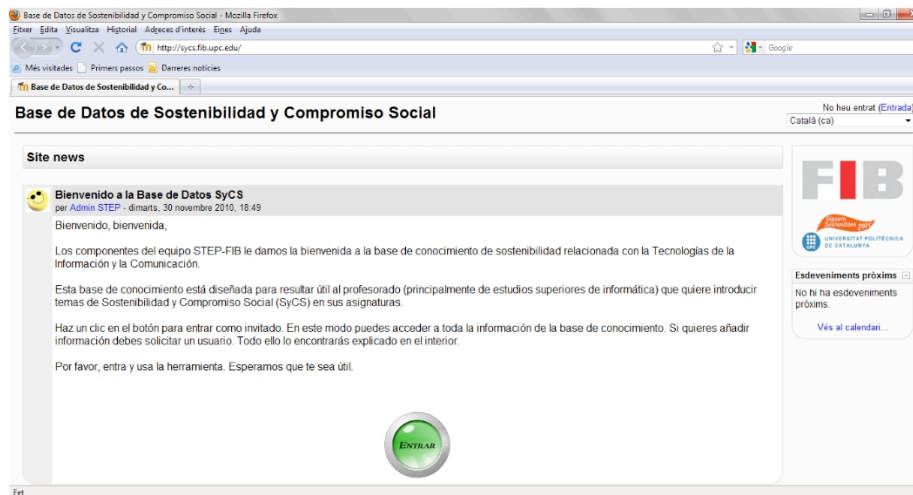 Base de Datos de Sostenibilidad y Compromiso Social - Mozilla Firefox
Fitxer Edita Visualitza Historial Adreces d'interès Eines Ajuda
http://sycs.fib.upc.edu/
Google
Més visitades Primers passos Darreres notícies
Base de Datos de Sostenibilidad y Co...
Base de Datos de Sostenibilidad y Compromiso Social
No heu entrat (Entrada)
Català (ca)
Site news
Bienvenido a la Base de Datos SyCS
per Admin STEP - dimarts, 30 novembre 2010, 18:49
Bienvenido, bienvenida,
Los componentes del equipo STEP-FIB le damos la bienvenida a la base de conocimiento de sostenibilidad relacionada con la Tecnologías de la
Información y la Comunicación.
Esta base de conocimiento está diseñada para resultar útil al profesorado (principalmente de estudios superiores de informática) que quiere introducir
temas de Sostenibilidad y Compromiso Social (SyCS) en sus asignaturas.
Haz un clic en el botón para entrar como invitado. En este modo puedes acceder a toda la información de la base de conocimiento. Si quieres añadir
información debes solicitar un usuario. Todo ello lo encontrarás explicado en el interior.
Por favor, entra y usa la herramienta. Esperamos que te sea útil.
ENTRAR
FIB
UNIVERSITAT POLITÈCNICA
DE CATALUNYA
Esdeveniments pròxims
No hi ha esdeveniments
pròxims.
Vés al calendari...
Fet